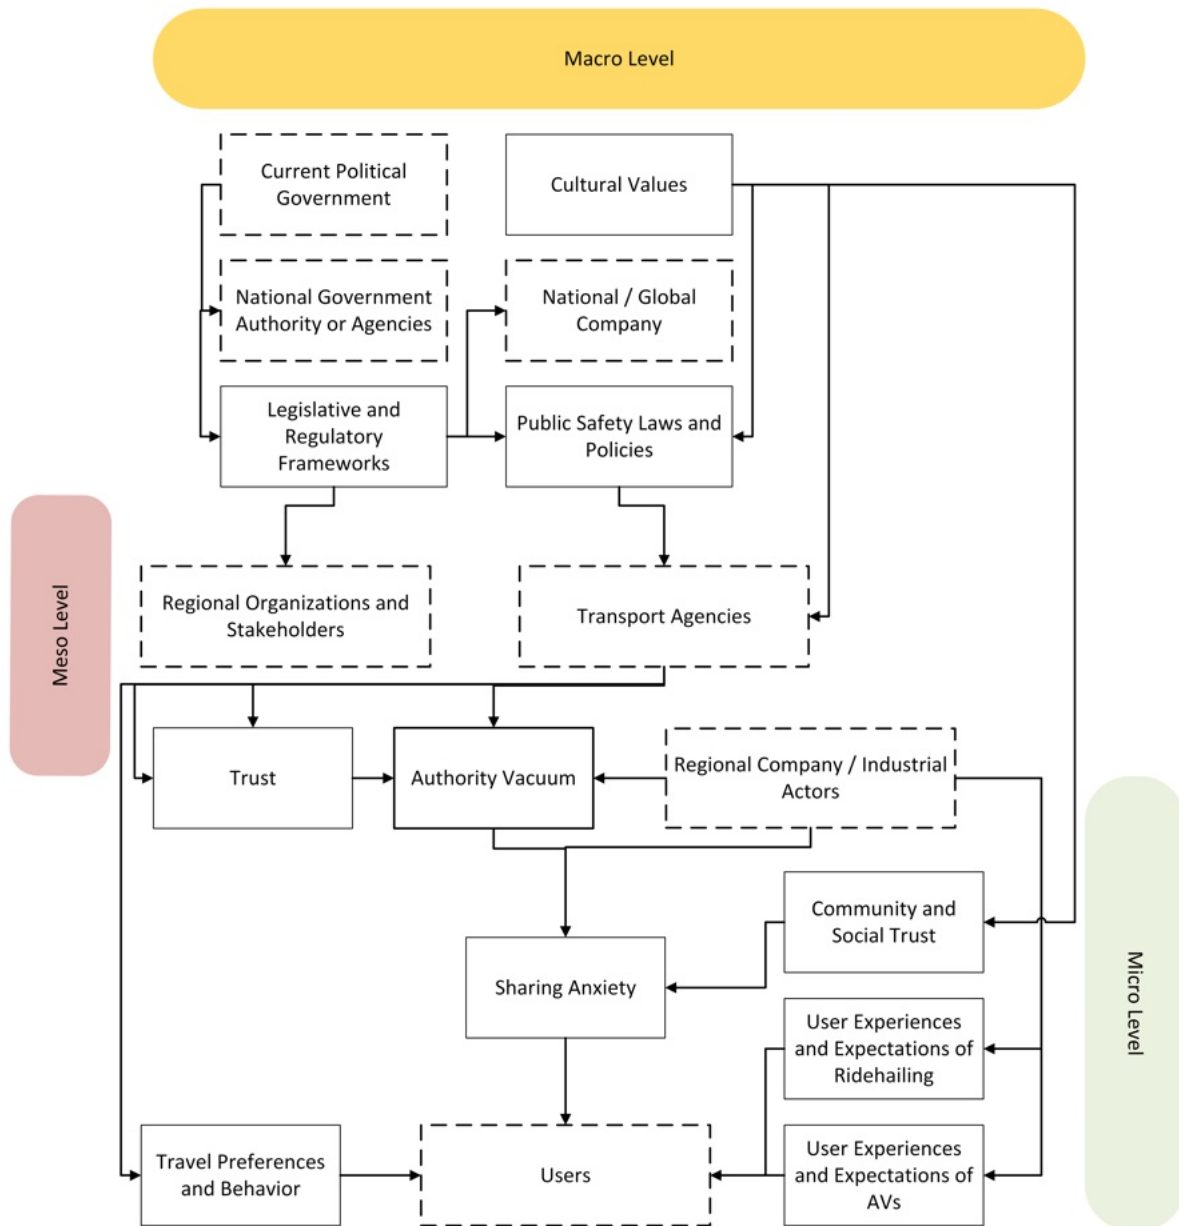 Macro Level
Current Political
Government
Cultural Values
National Government
Authority or Agencies
National / Global
Company
Legislative and
Regulatory
Frameworks
Public Safety Laws and
Policies
Meso Level
Regional Organizations and
Stakeholders
Transport Agencies
Trust
Authority Vacuum
Regional Company / Industrial
Actors
Community and
Social Trust
Micro Level
Sharing Anxiety
User Experiences
and Expectations of
Ridehailing
Travel Preferences
and Behavior
Users
User Experiences
and Expectations of
AVs